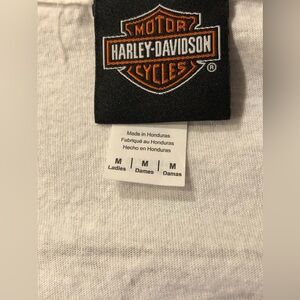 MOTOR
HARLEY-DAVIDSON
CYCLES ®
Made in Honduras
Fabriqué au Honduras
Hecho en Honduras
M | M | M
Ladies | Dames | Damas